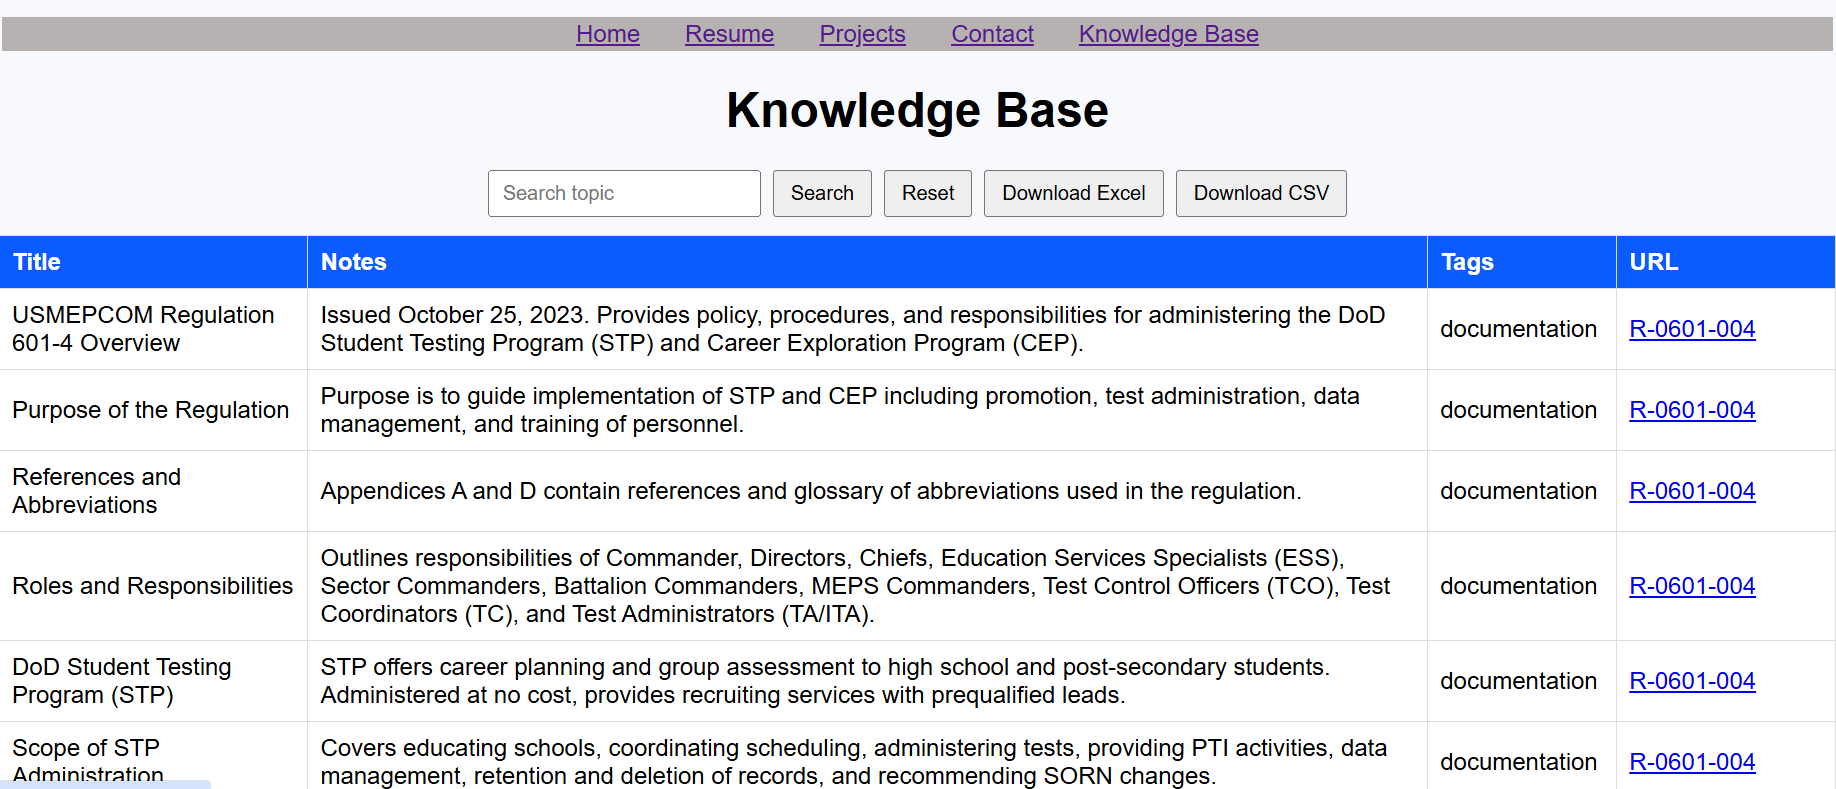 Home Resume Projects Contact Knowledge Base
Knowledge Base
Search topic Search Reset Download Excel Download CSV
Title Notes Tags URL
USMEPCOM Regulation
601-4 Overview
Issued October 25, 2023. Provides policy, procedures, and responsibilities for administering the DoD
Student Testing Program (STP) and Career Exploration Program (CEP).
documentation
R-0601-004
Purpose of the Regulation
Purpose is to guide implementation of STP and CEP including promotion, test administration, data
management, and training of personnel.
documentation
R-0601-004
References and
Abbreviations
Appendices A and D contain references and glossary of abbreviations used in the regulation.
documentation
R-0601-004
Roles and Responsibilities
Outlines responsibilities of Commander, Directors, Chiefs, Education Services Specialists (ESS),
Sector Commanders, Battalion Commanders, MEPS Commanders, Test Control Officers (TCO), Test
Coordinators (TC), and Test Administrators (TA/ITA).
documentation
R-0601-004
DoD Student Testing
Program (STP)
STP offers career planning and group assessment to high school and post-secondary students.
Administered at no cost, provides recruiting services with prequalified leads.
documentation
R-0601-004
Scope of STP
Administration
Covers educating schools, coordinating scheduling, administering tests, providing PTI activities, data
management, retention and deletion of records, and recommending SORN changes.
documentation
R-0601-004